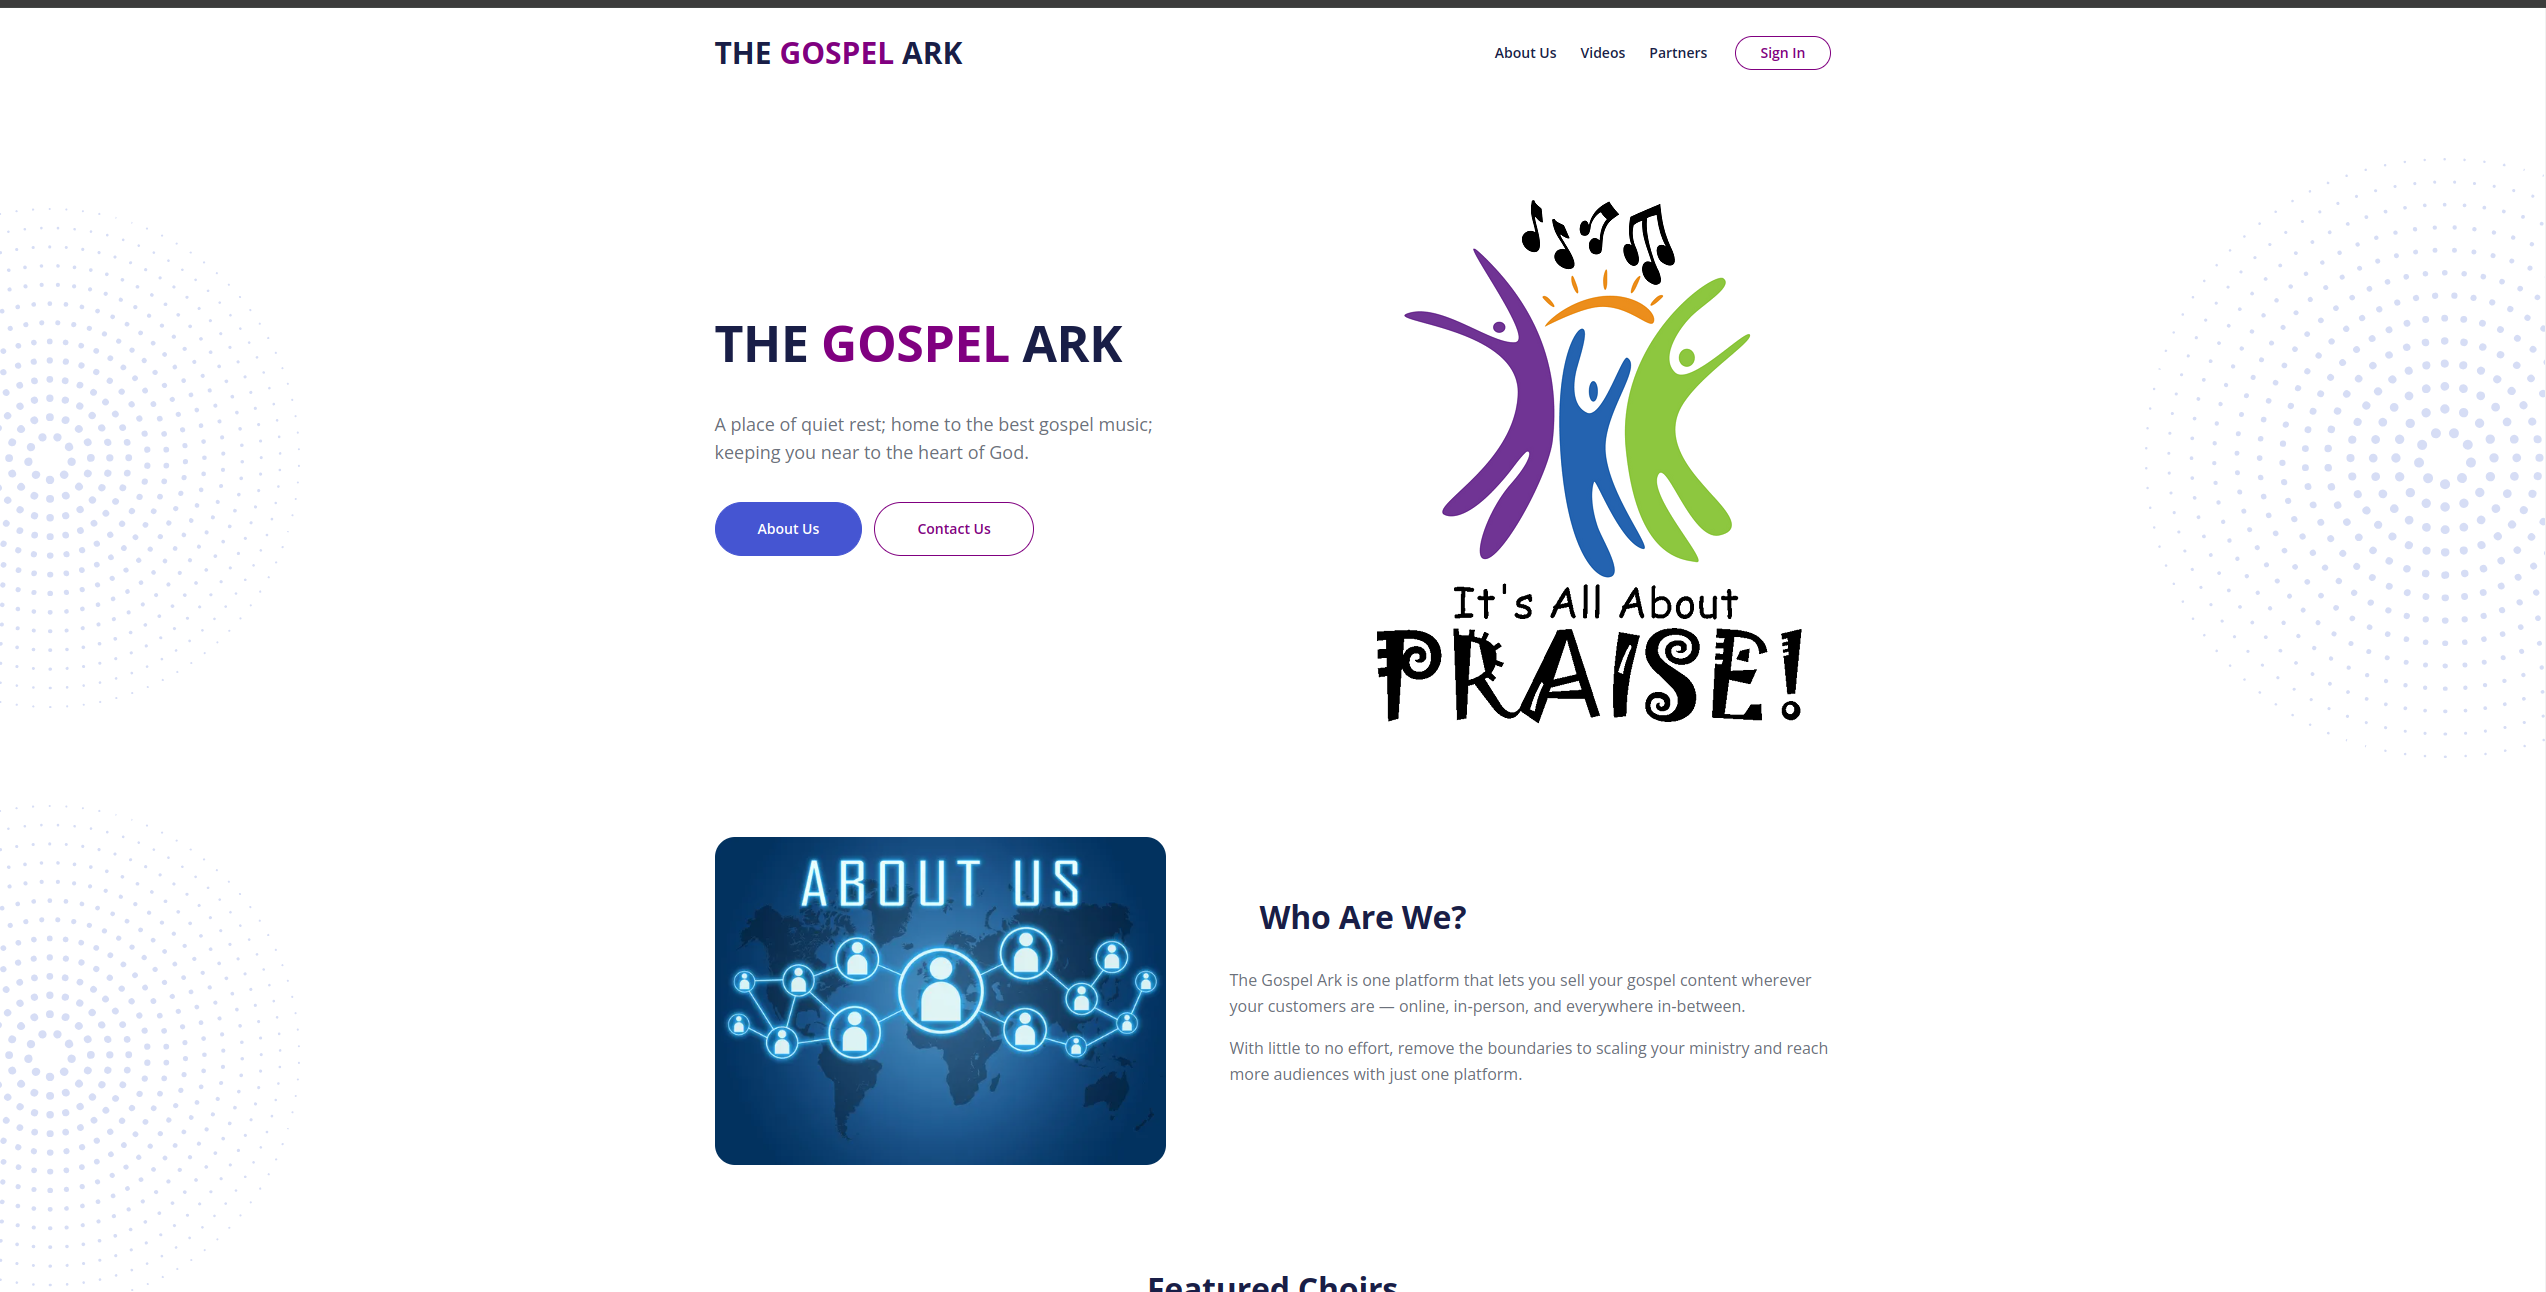 THE GOSPEL ARK
About Us
Videos
Partners
Sign In
THE GOSPEL ARK
A place of quiet rest; home to the best gospel music;
keeping you near to the heart of God.
About Us
Contact Us
It's All About
PRAISE!
ABOUT US
Who Are We?
The Gospel Ark is one platform that lets you sell your gospel content wherever
your customers are — online, in-person, and everywhere in-between.
With little to no effort, remove the boundaries to scaling your ministry and reach
more audiences with just one platform.
Featured Choirs